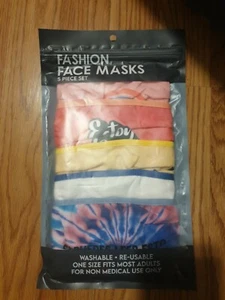 FASHION
FACE MASKS
5 PIECE SET
WASHABLE • RE-USABLE
ONE SIZE FITS MOST ADULTS
FOR NON MEDICAL USE ONLY